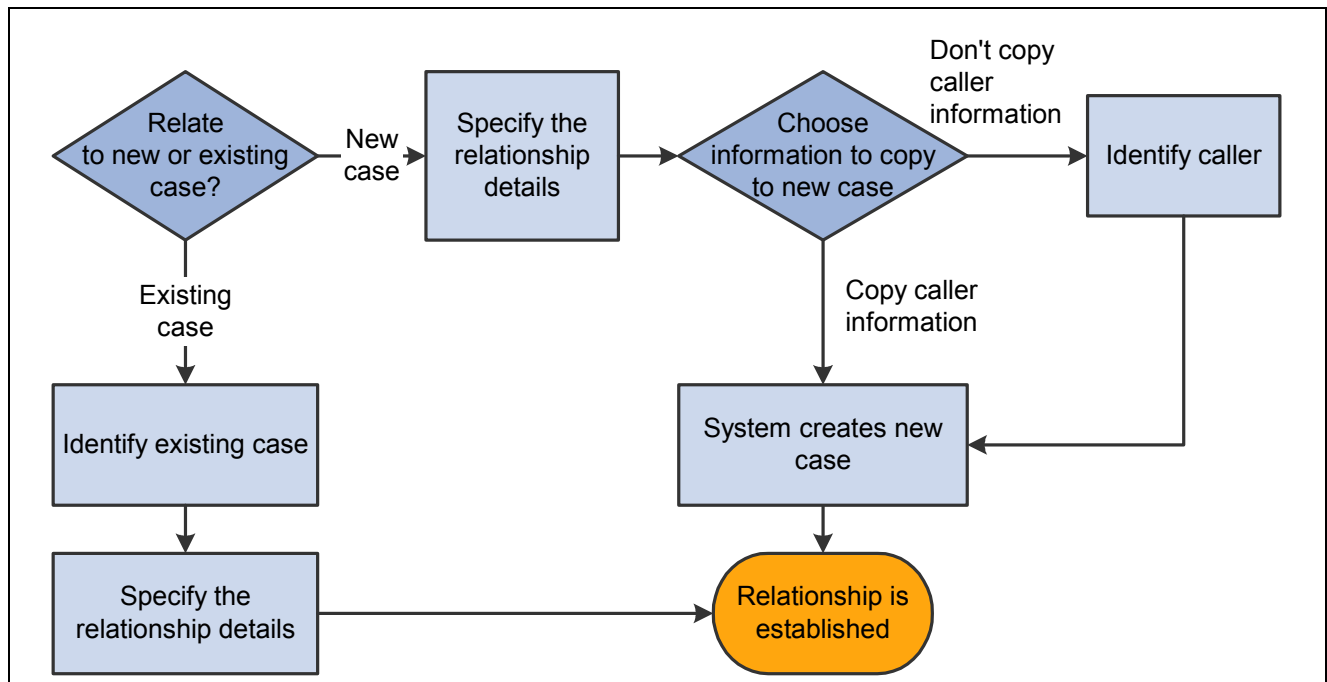 Relate
to new or existing
case?
New
case
Specify the
relationship
details
Choose
information to copy
to new case
Don't copy
caller
information
Identify caller
Existing
case
Copy caller
information
Identify existing case
System creates new
case
Specify the
relationship details
Relationship is
established